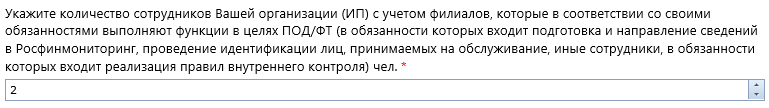 Укажите количество сотрудников Вашей организации (ИП) с учетом филиалов, которые в соответствии со своими
обязанностями выполняют функции в целях ПОД/ФТ (в обязанности которых входит подготовка и направление сведений
в Росфинмониторинг, проведение идентификации лиц, принимаемых на обслуживание, иные сотрудники, в обязанности
которых входит реализация правил внутреннего контроля) чел. *
2